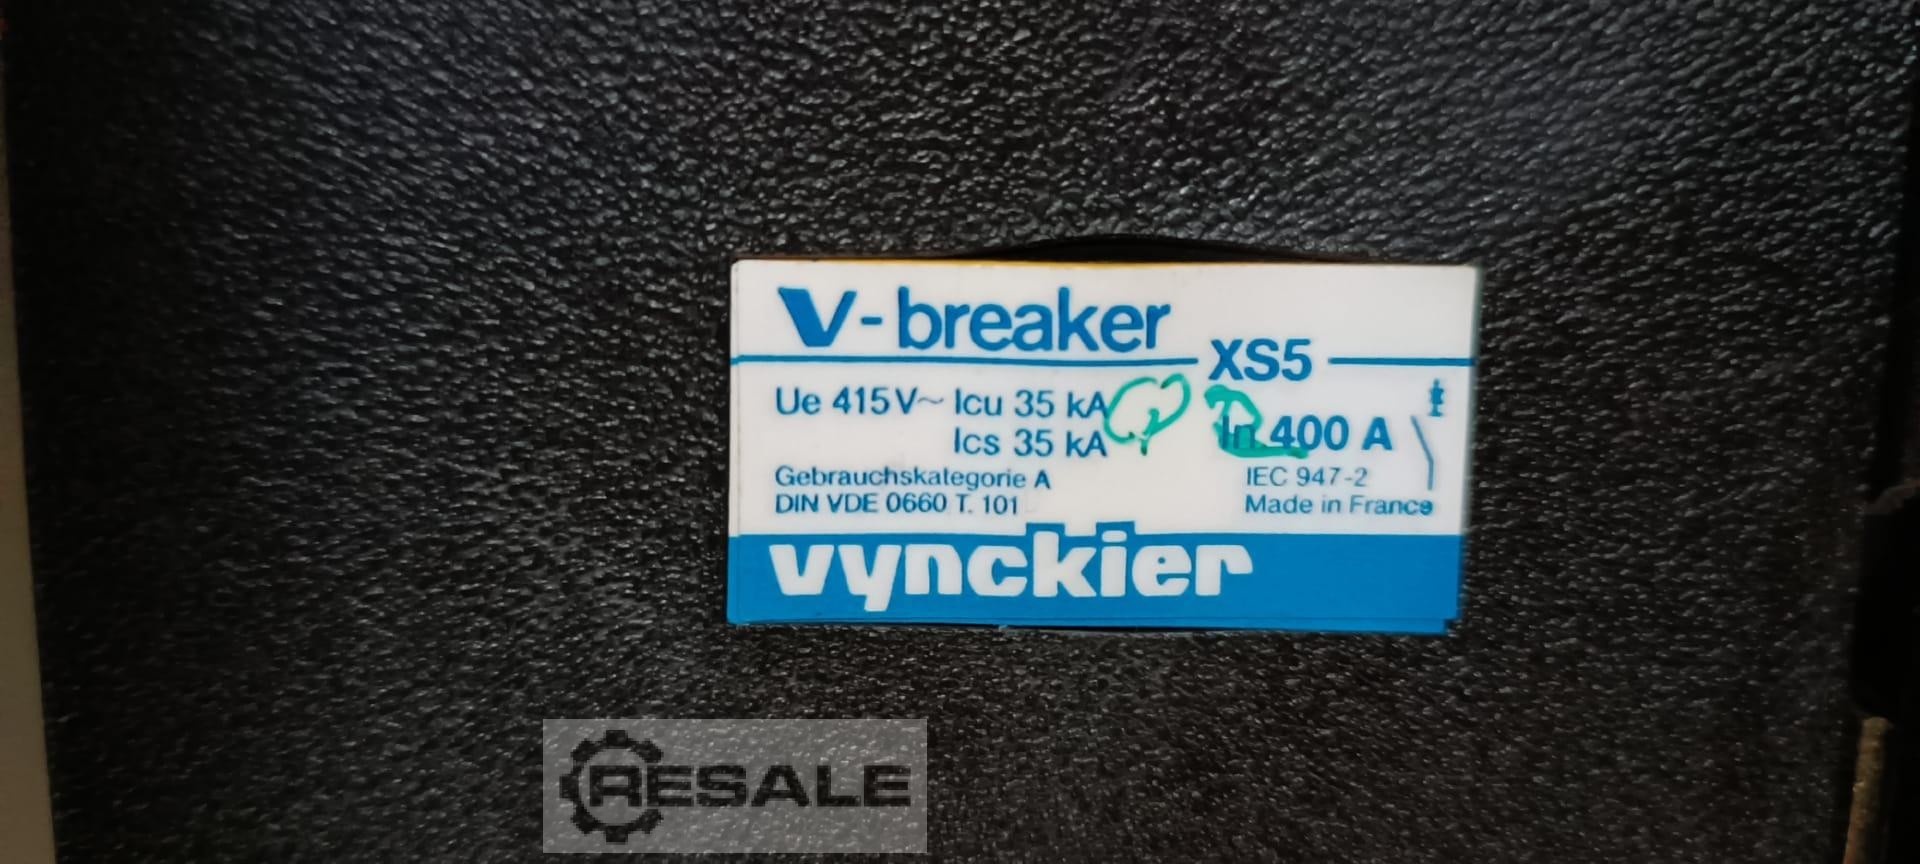 V-breaker
XS5
Ue 415V~ Icu 35 kA
Ics 35 kA
In 400 A
Gebrauchskategorie A
DIN VDE 0660 T. 101
IEC 947-2
Made in France
vynckier
RESALE